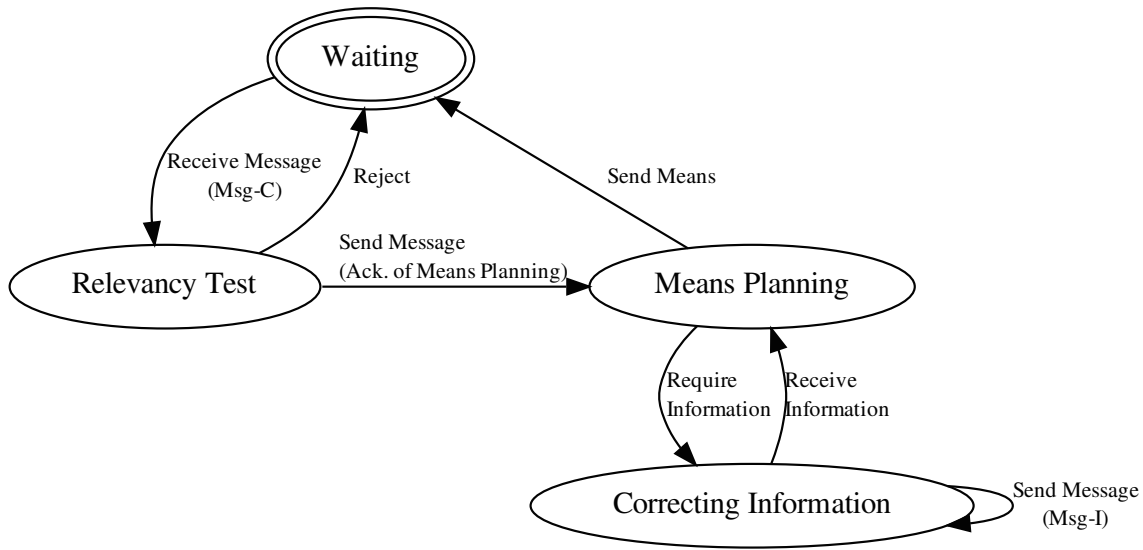 Waiting
Receive Message
(Msg-C)
Reject
Send Means
Send Message
(Ack. of Means Planning)
Relevancy Test
Means Planning
Require
Information
Receive
Information
Correcting Information
Send Message
(Msg-I)